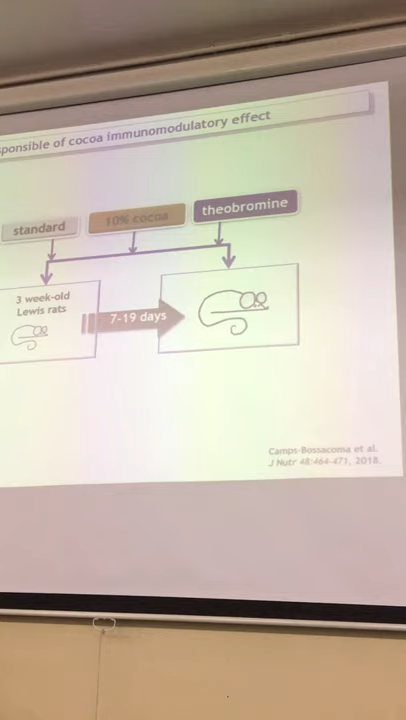 ponsible of cocoa immunomodulatory effect
standard
10% cocoa
theobromine
3 week-old
Lewis rats
7-19 days
Camps-Bossacoma et al.
J Nutr 48:464-471, 2018.